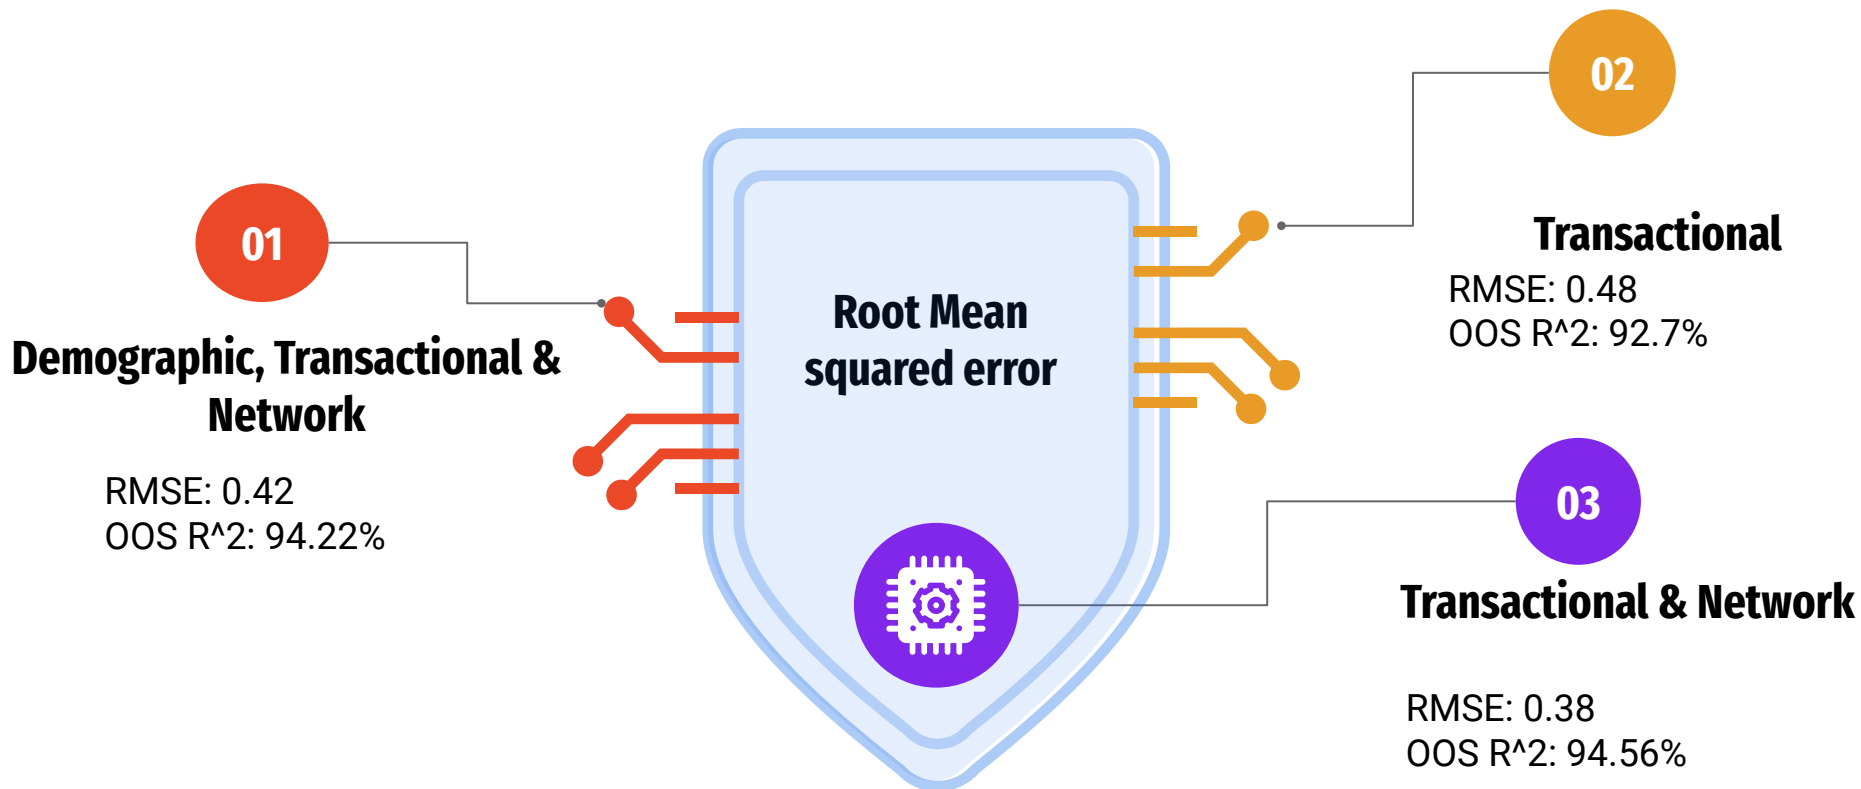 01
Demographic, Transactional &
Network
RMSE: 0.42
OOS R^2: 94.22%
Root Mean
squared error
02
Transactional
RMSE: 0.48
OOS R^2: 92.7%
03
Transactional & Network
RMSE: 0.38
OOS R^2: 94.56%